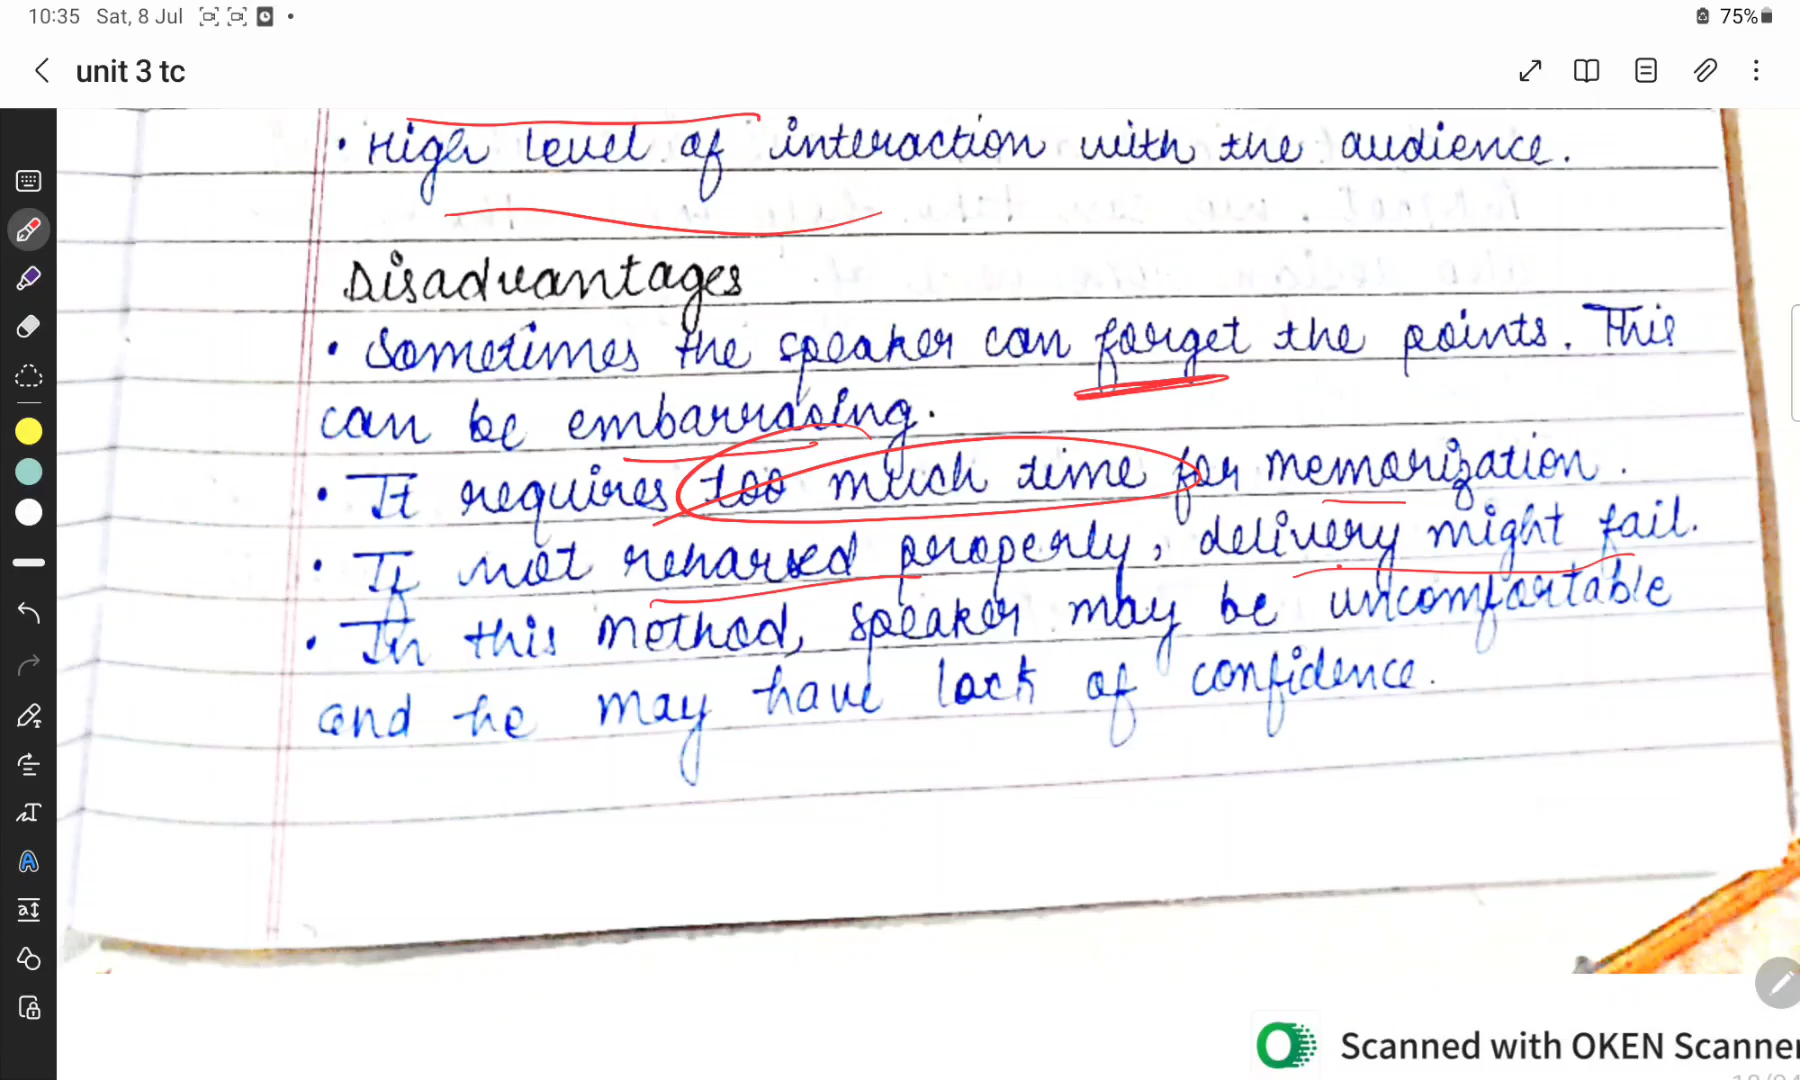 10:35 Sat, 8 Jul
75%
unit 3 tc
• High level of interaction with the audience.
Disadvantages
• Sometimes the speaker can forget the points. This
can be embarrasing.
• It requires too much time for memorization.
• If not reharsed properly, delivery might fail.
• In this method, speaker may be uncomfortable
and he may have lack of confidence.
Scanned with OKEN Scanner